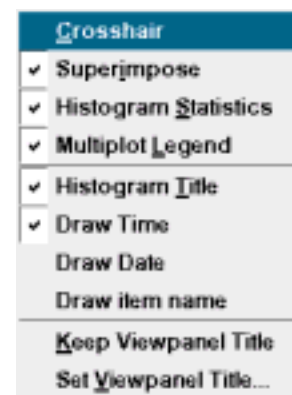 Crosshair
Superimpose
Histogram Statistics
Multiplot Legend
Histogram Title
Draw Time
Draw Date
Draw item name
Keep Viewpanel Title
Set Viewpanel Title...